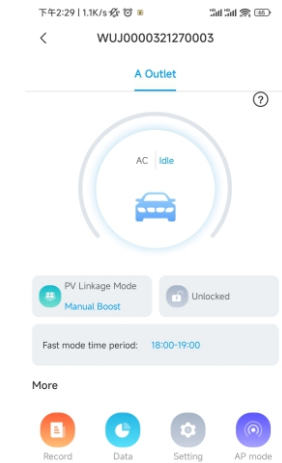 下午2:29 | 1.1K/s
46
WUJ0000321270003
A Outlet
?
AC Idle
PV Linkage Mode
Manual Boost
Unlocked
Fast mode time period: 18:00-19:00
More
Record Data Setting AP mode